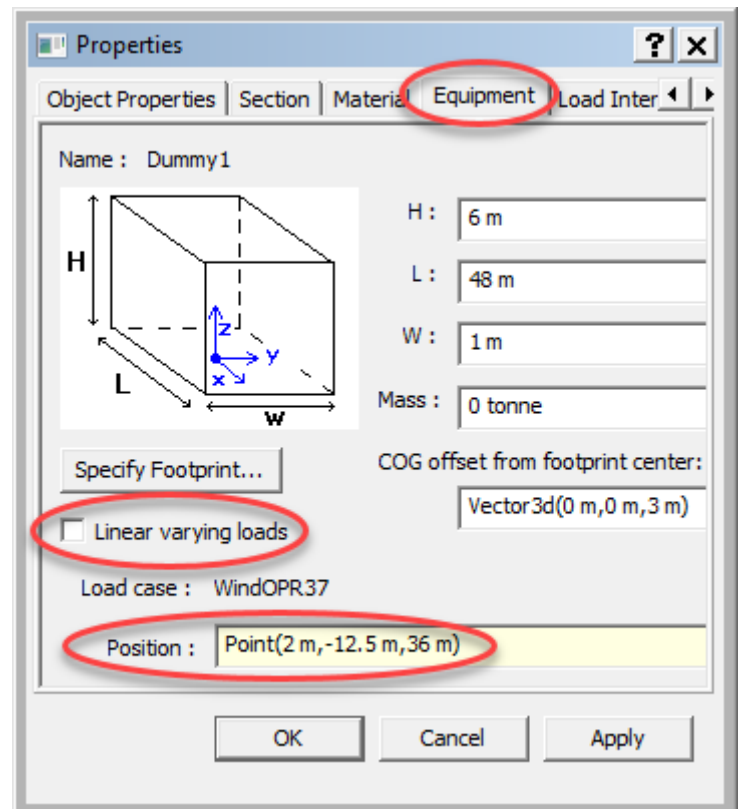 Properties
? X
Object Properties Section Material Equipment Load Inter
Name : Dummy1
H : 6 m
L : 48 m
W : 1 m
Mass : 0 tonne
H
L
W
z
y
x
Specify Footprint...
COG offset from footprint center:
Vector3d(0 m,0 m,3 m)
Linear varying loads
Load case : WindOPR37
Position : Point(2 m,-12.5 m,36 m)
OK Cancel Apply